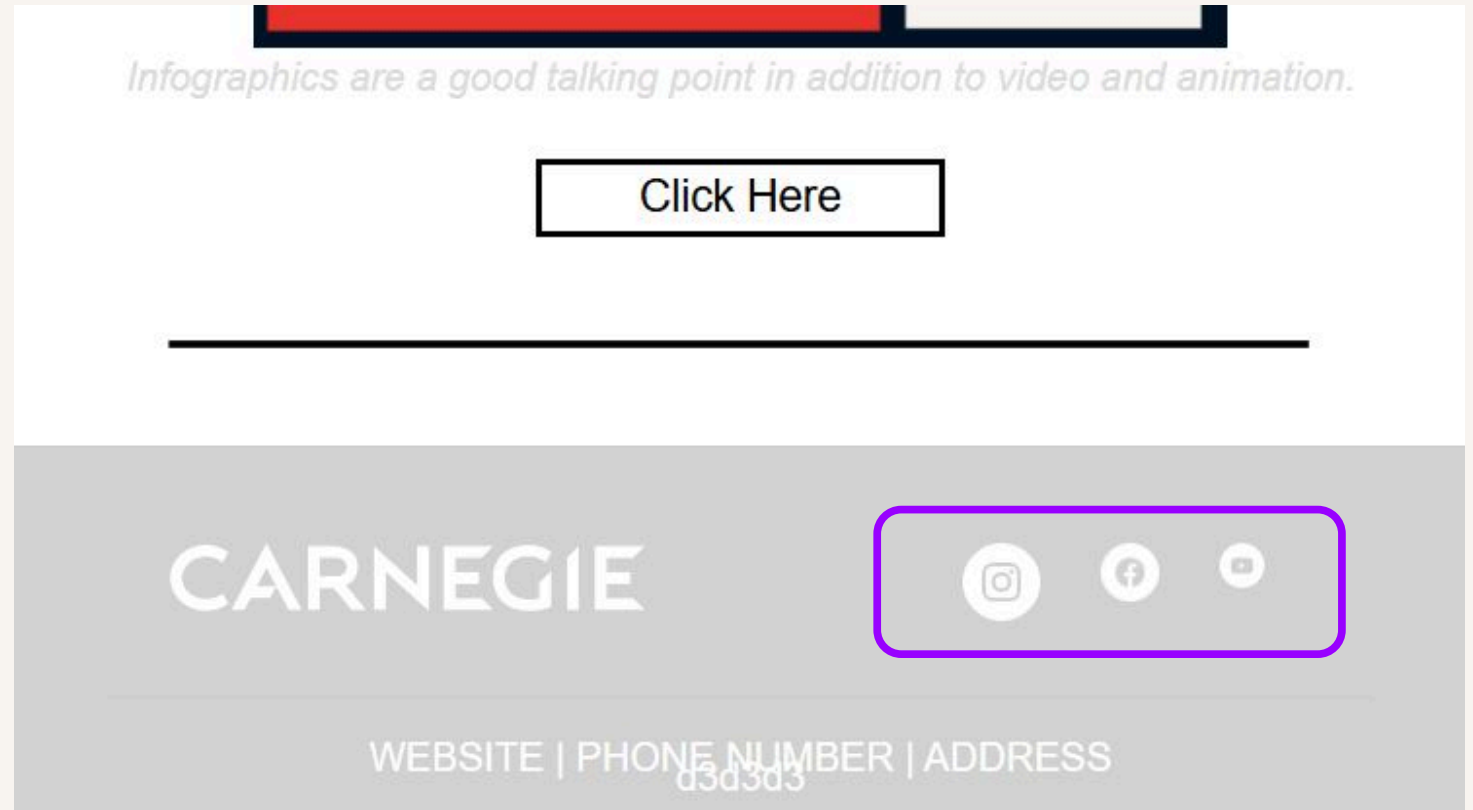 Infographics are a good talking point in addition to video and animation.
Click Here
CARNEGIE
WEBSITE | PHONE NUMBER | ADDRESS
d3d3d3